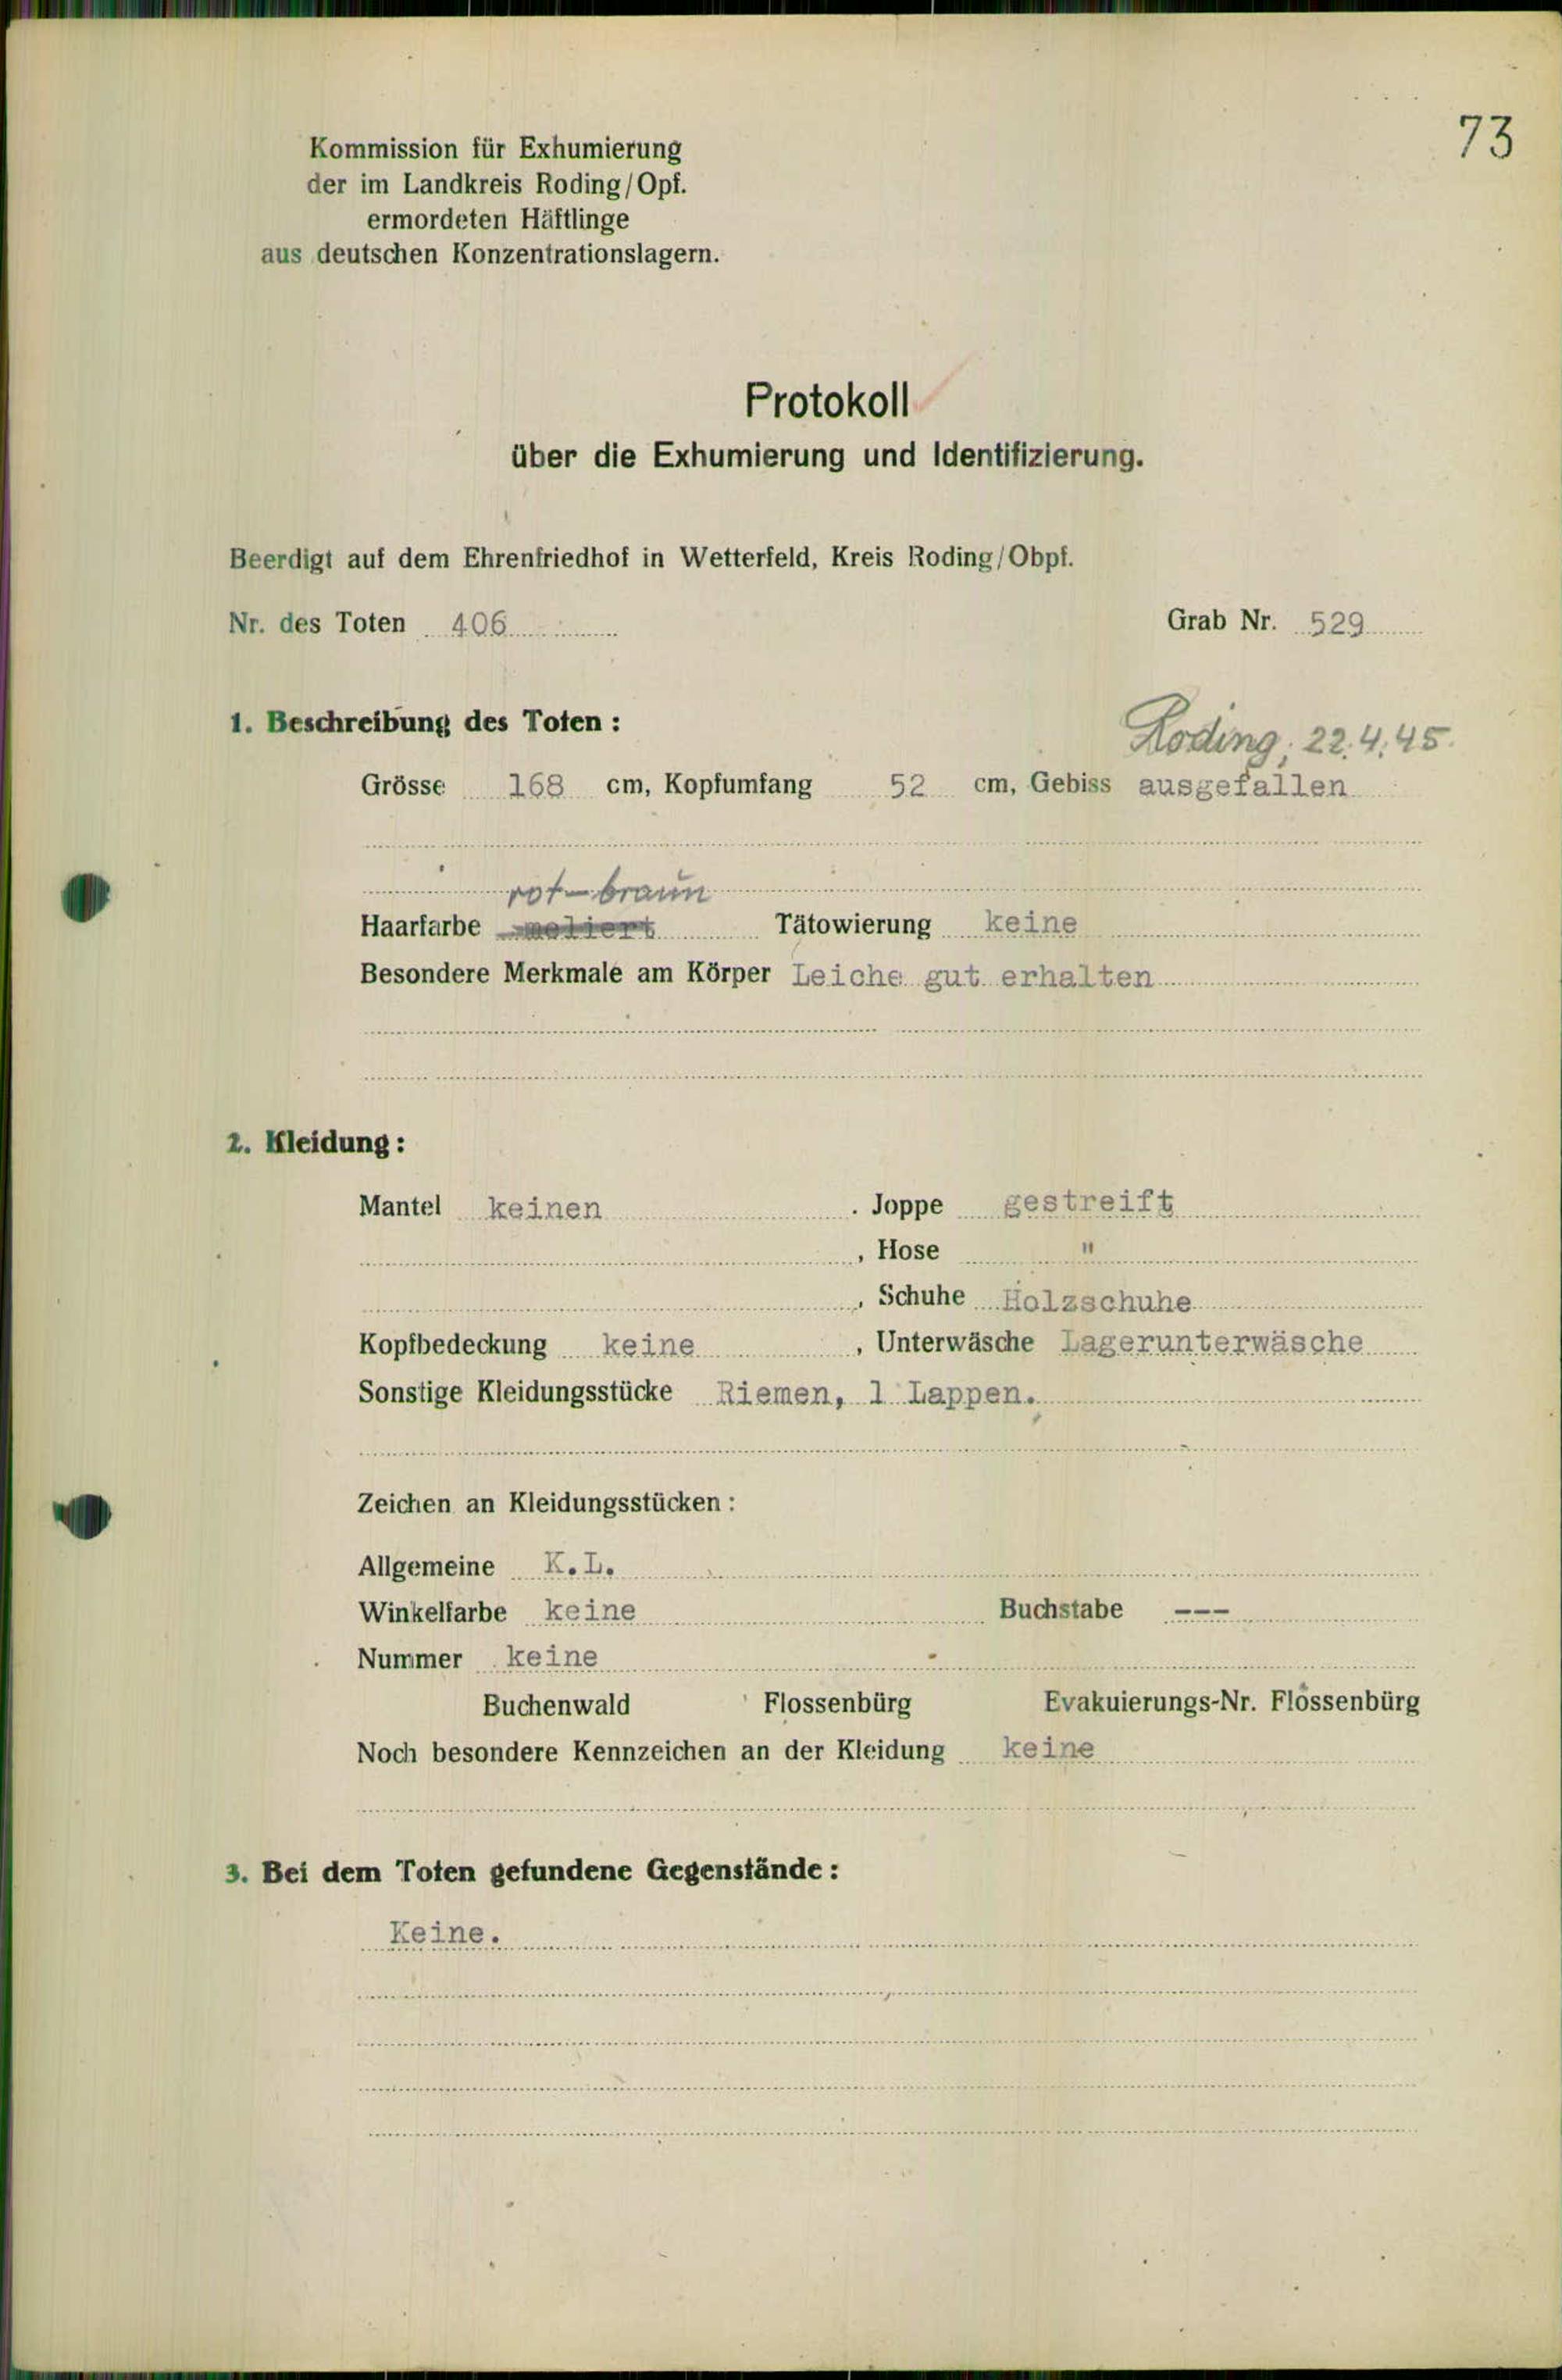 73
Kommission für Exhumierung
der im Landkreis Roding/Opf.
ermordeten Häftlinge
aus deutschen Konzentrationslagern.
Protokoll
über die Exhumierung und Identifizierung.
Beerdigt auf dem Ehrenfriedhof in Wetterfeld, Kreis Roding/Obpf.
Nr. des Toten 406 Grab Nr. 529
1. Beschreibung des Toten :
Roding, 22.4.45.
Grösse 168 cm, Kopfumfang 52 cm, Gebiss ausgefallen
rot-braun
Haarfarbe meliert Tätowierung keine
Besondere Merkmale am Körper Leiche gut erhalten
2. Kleidung :
Mantel keinen . Joppe gestreift
, Hose "
, Schuhe Holzschuhe
Kopfbedeckung keine , Unterwäsche Lagerunterwäsche
Sonstige Kleidungsstücke Riemen, 1 Lappen.
Zeichen an Kleidungsstücken :
Allgemeine K.L.
Winkelfarbe keine Buchstabe ---
Nummer keine
Buchenwald Flossenbürg Evakuierungs-Nr. Flossenbürg
Noch besondere Kennzeichen an der Kleidung keine
3. Bei dem Toten gefundene Gegenstände :
Keine.